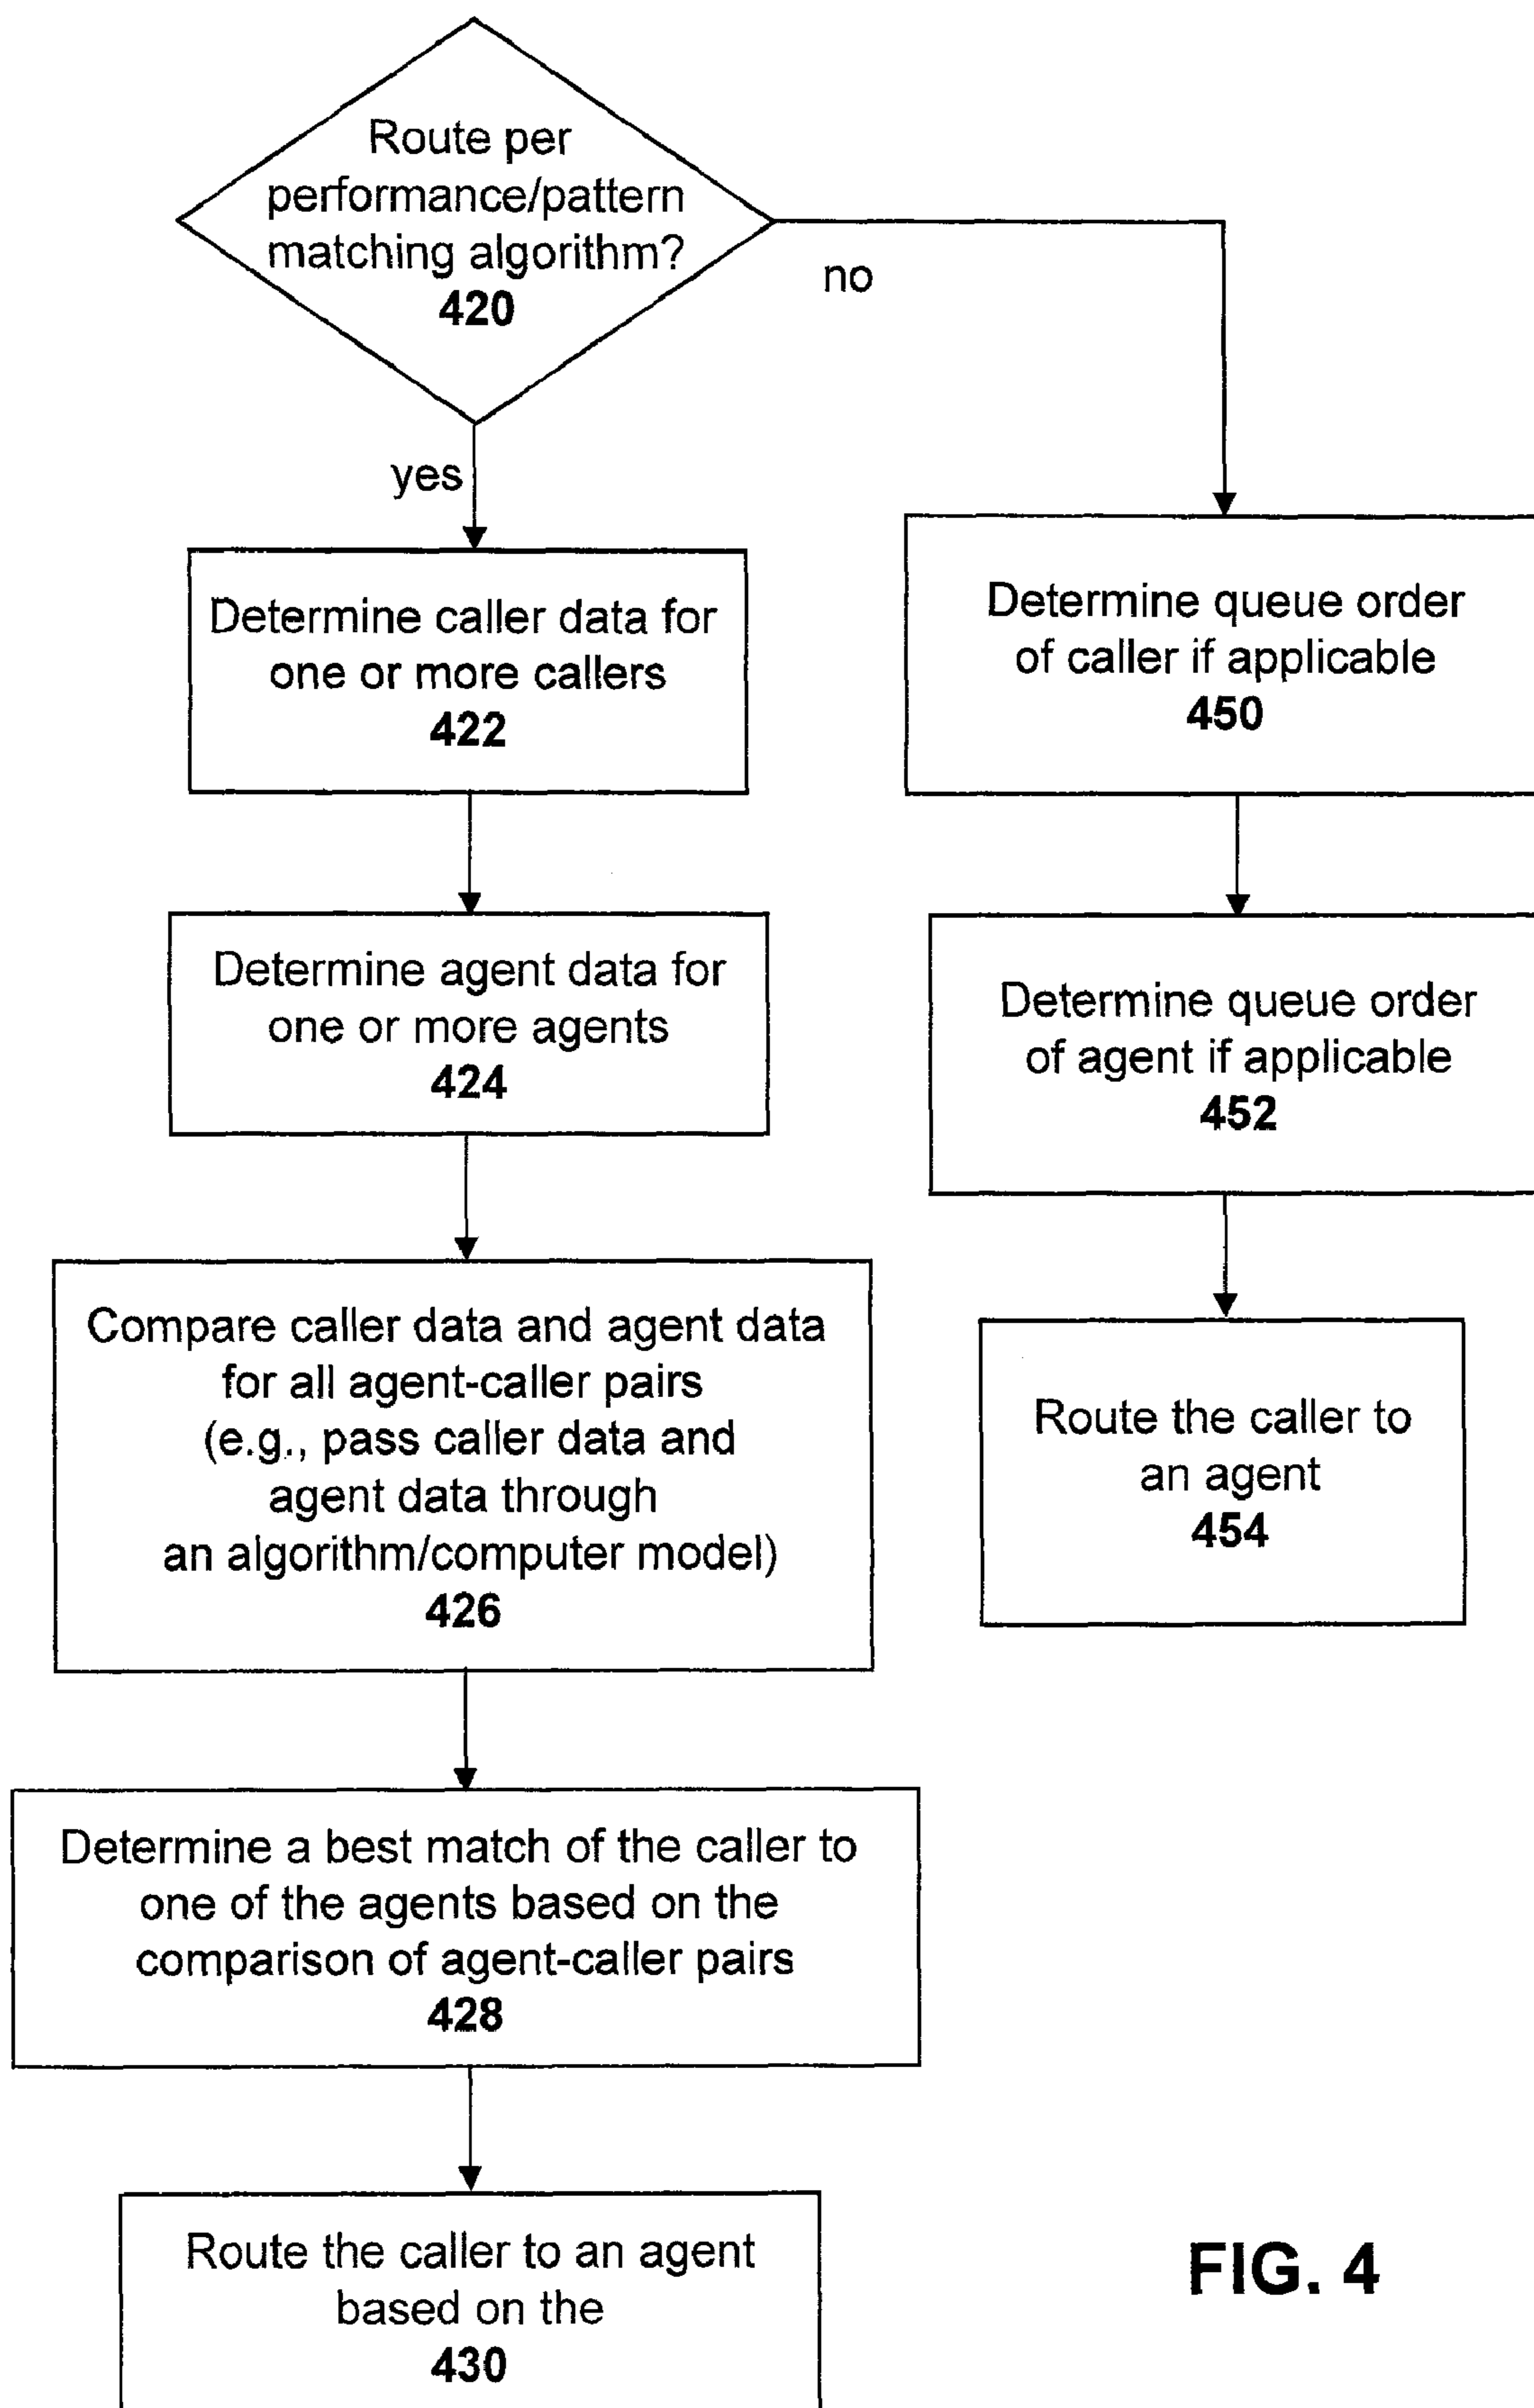 Route per
performance/pattern
matching algorithm?
420
no
yes
Determine caller data for
one or more callers
422
Determine queue order
of caller if applicable
450
Determine agent data for
one or more agents
424
Determine queue order
of agent if applicable
452
Compare caller data and agent data
for all agent-caller pairs
(e.g., pass caller data and
agent data through
an algorithm/computer model)
426
Route the caller to
an agent
454
Determine a best match of the caller to
one of the agents based on the
comparison of agent-caller pairs
428
Route the caller to an agent
based on the
430
FIG. 4